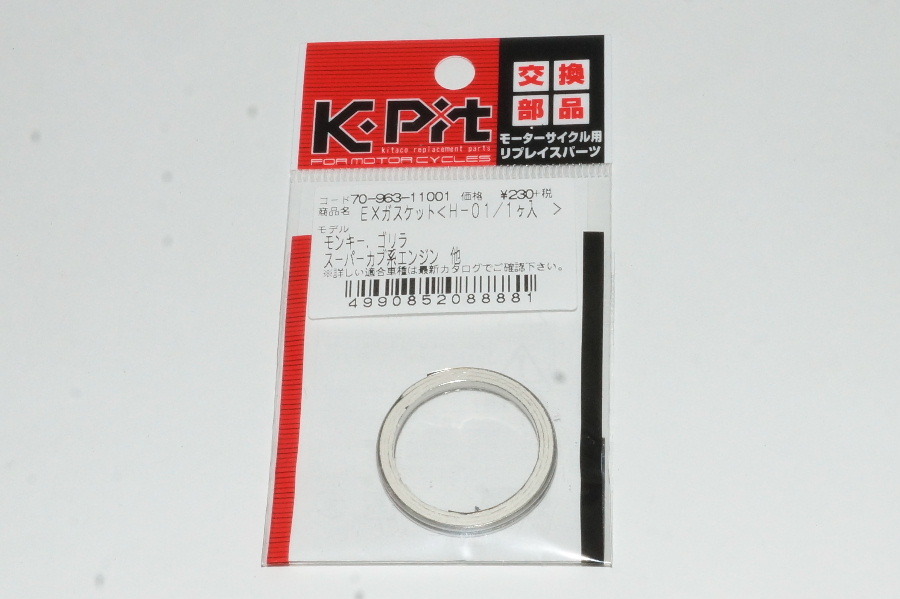 K・Pit
kitaco replacement parts
FOR MOTOR CYCLES
交換
部品
モーターサイクル用
リプレイスパーツ
コード 70-963-11001 価格 ¥230+税
商品名 EXガスケット<H-01/1ヶ入 >
モデル
モンキー、ゴリラ
スーパーカブ系エンジン 他
※詳しい適合車種は最新カタログでご確認下さい。
4990852088881